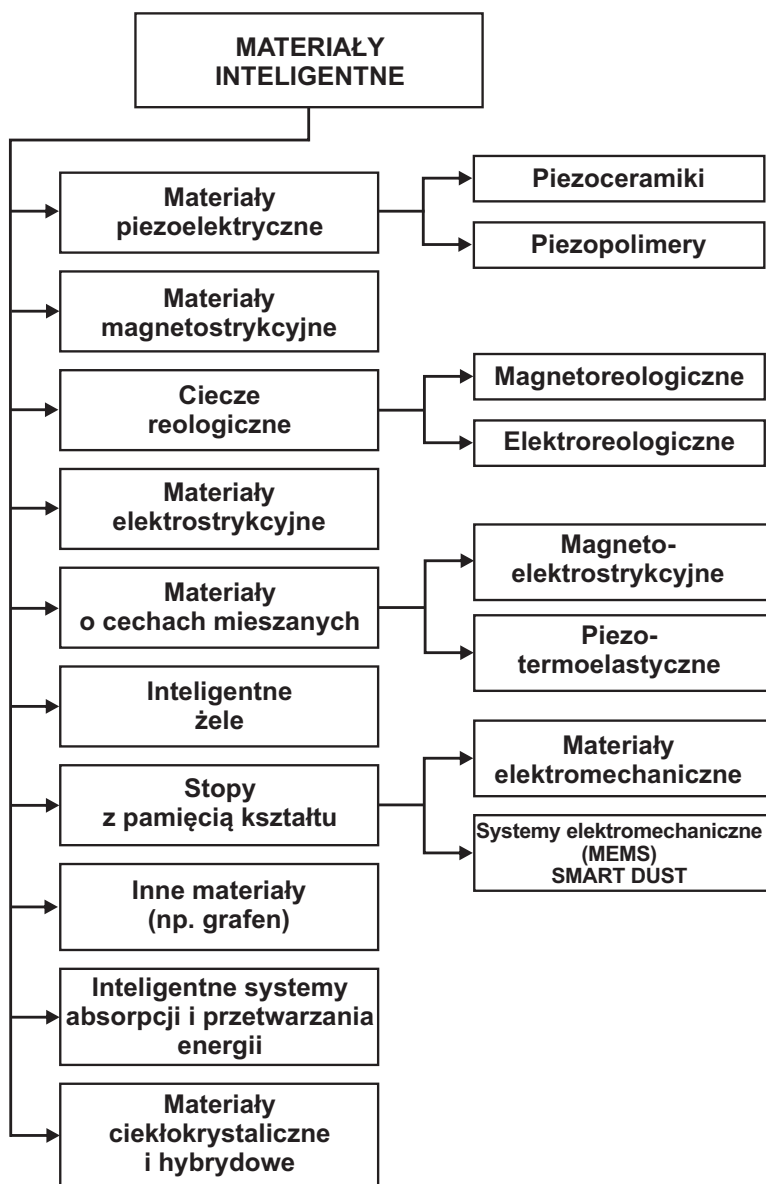 MATERIAŁY
INTELIGENTNE
Materiały
piezoelektryczne
Piezoceramiki
Piezopolimery
Materiały
magnetostrykcyjne
Ciecze
reologiczne
Magnetoreologiczne
Elektroreologiczne
Materiały
elektrostrykcyjne
Materiały
o cechach mieszanych
Magneto-
elektrostrykcyjne
Piezo-
termoelastyczne
Inteligentne
żele
Stopy
z pamięcią kształtu
Materiały
elektromechaniczne
Systemy elektromechaniczne
(MEMS)
SMART DUST
Inne materiały
(np. grafen)
Inteligentne systemy
absorpcji i przetwarzania
energii
Materiały
ciekłokrystaliczne
i hybrydowe